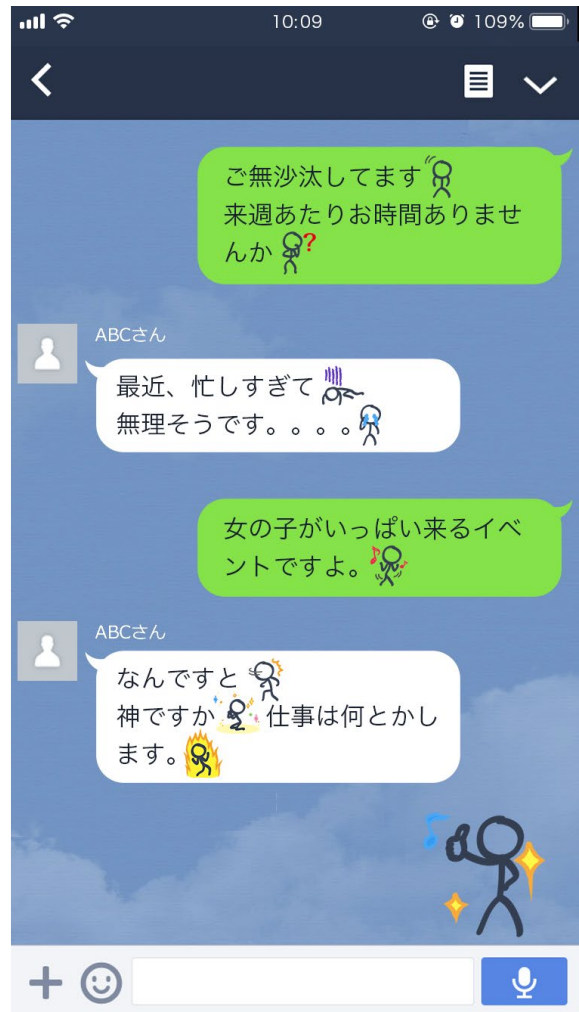 10:09
109%
ご無沙汰してます
来週あたりお時間ありませ
んか?
ABCさん
最近、忙しすぎて
無理そうです。。。。
女の子がいっぱい来るイベ
ントですよ。
ABCさん
なんですと
神ですか 仕事は何とかし
ます。